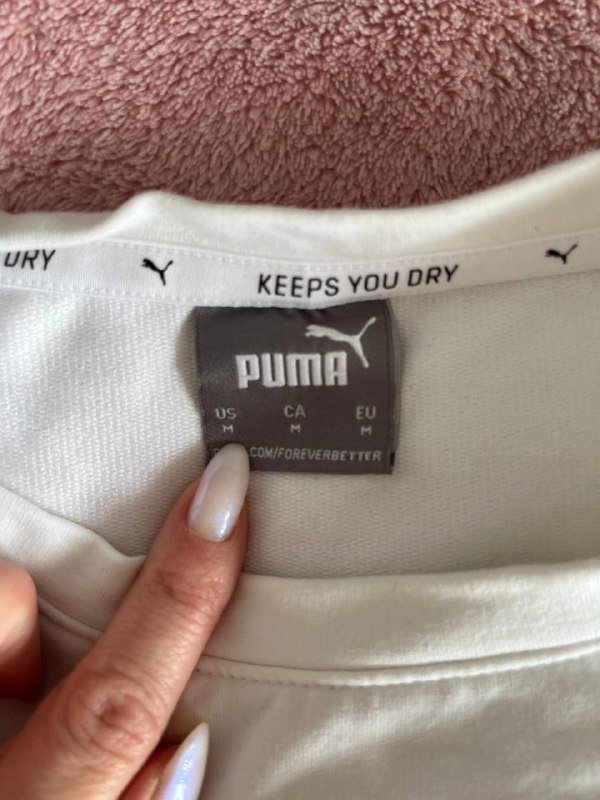 DRY
KEEPS YOU DRY
PUMA
US CA EU
M M M
.COM/FOREVERBETTER